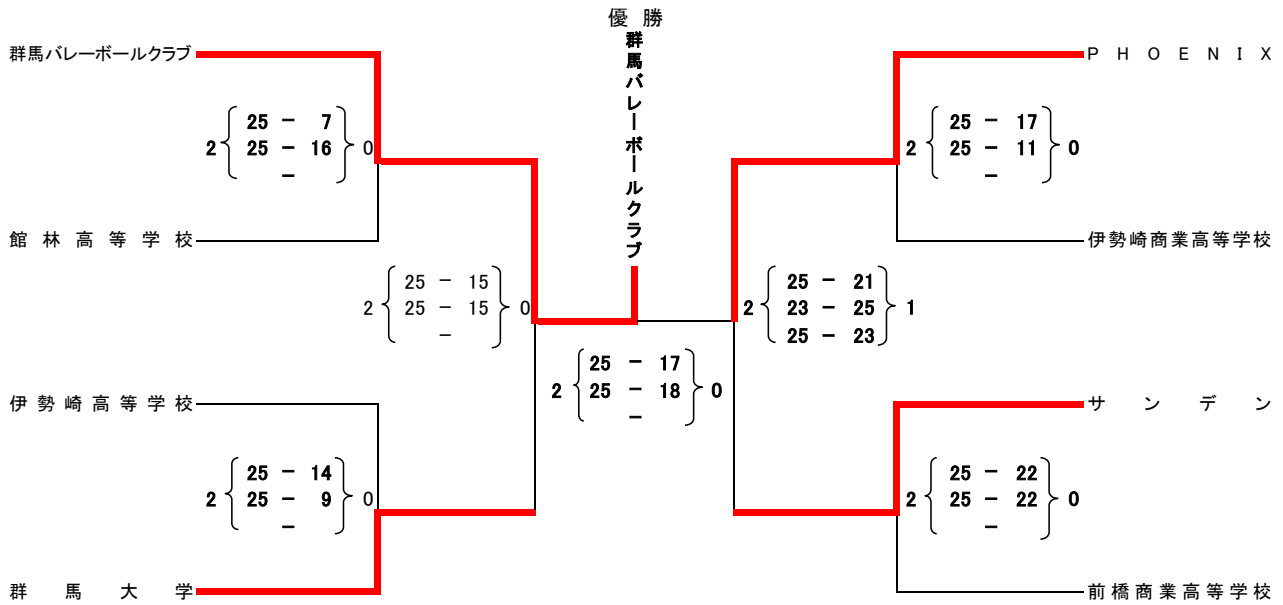 優勝
群馬バレーボールクラブ
群馬バレーボールクラブ
PHOENIX
2 25 － 7 0
25 － 16
－
2 25 － 17 0
25 － 11
－
館林高等学校
伊勢崎商業高等学校
2 25 － 15 0
25 － 15
－
2 25 － 21 1
23 － 25
25 － 23
2 25 － 17 0
25 － 18
－
伊勢崎高等学校
サンデン
2 25 － 14 0
25 － 9
－
2 25 － 22 0
25 － 22
－
群馬大学
前橋商業高等学校